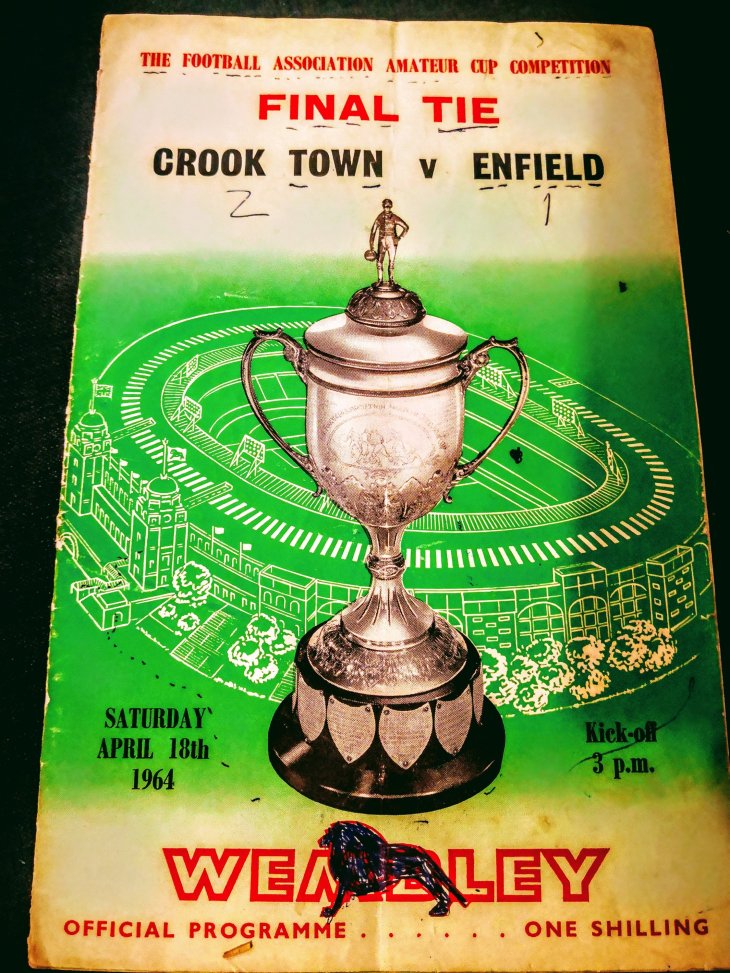 THE FOOTBALL ASSOCIATION AMATEUR CUP COMPETITION
FINAL TIE
CROOK TOWN v ENFIELD
2 1
SATURDAY
APRIL 18th
1964
Kick-off
3 p.m.
WEMBLEY
OFFICIAL PROGRAMME . . . . . . ONE SHILLING